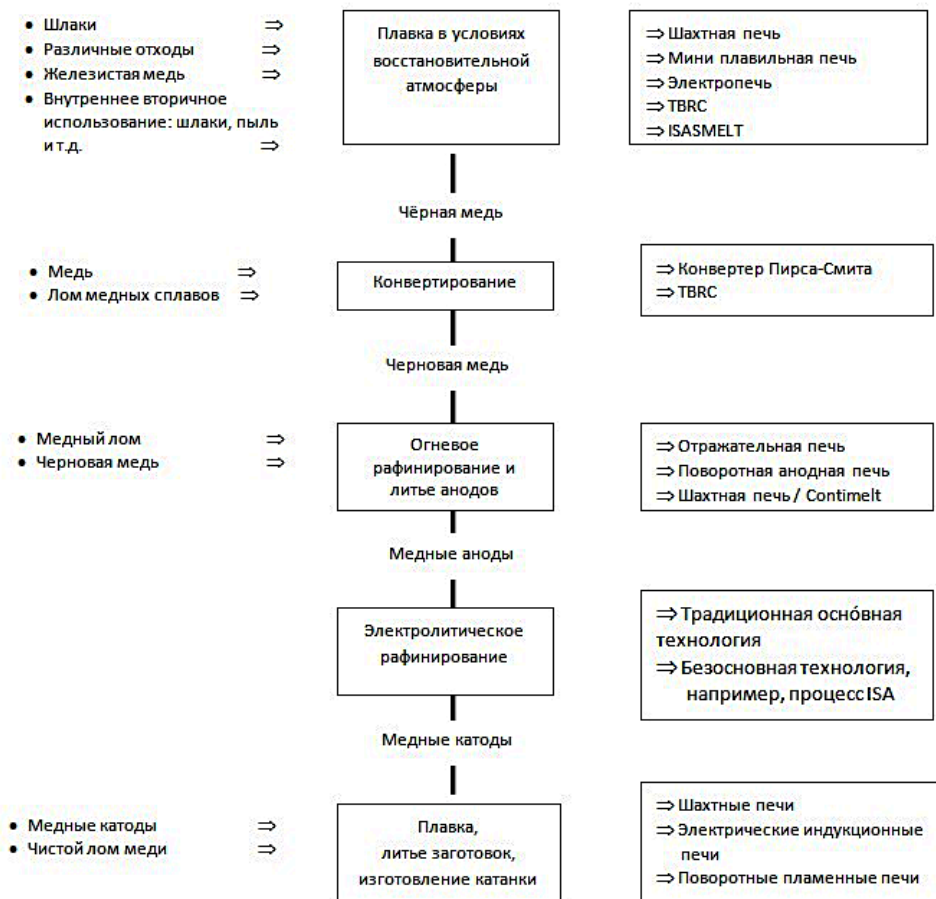 • Шлаки ⇒
• Различные отходы ⇒
• Железистая медь ⇒
• Внутреннее вторичное
использование: шлаки, пыль
и т.д. ⇒
Плавка в условиях
восстановительной
атмосферы
⇒ Шахтная печь
⇒ Мини плавильная печь
⇒ Электропечь
⇒ TBRC
⇒ ISASMELT
Чёрная медь
• Медь ⇒
• Лом медных сплавов ⇒
Конвертирование
⇒ Конвертер Пирса-Смита
⇒ TBRC
Черновая медь
• Медный лом ⇒
• Черновая медь ⇒
Огневое
рафинирование и
литье анодов
⇒ Отражательная печь
⇒ Поворотная анодная печь
⇒ Шахтная печь / Contimelt
Медные аноды
Электролитическое
рафинирование
⇒ Традиционная осно́вная
технология
⇒ Безосновная технология,
например, процесс ISA
Медные катоды
• Медные катоды ⇒
• Чистой лом меди ⇒
Плавка,
литье заготовок,
изготовление катанки
⇒ Шахтные печи
⇒ Электрические индукционные
печи
⇒ Поворотные пламенные печи